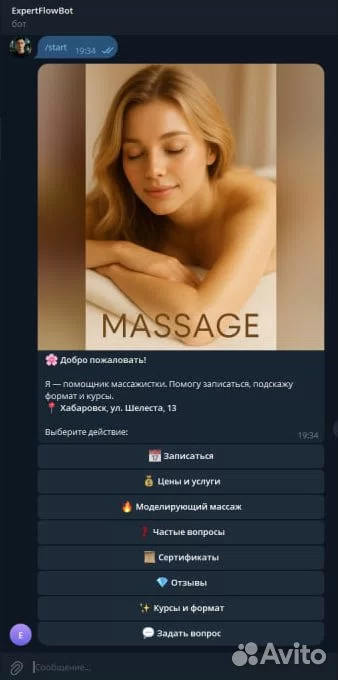 ExpertFlowBot
бот
/start 19:34
MASSAGE
🌸 Добро пожаловать!
Я — помощник массажистки. Помогу записаться, подскажу
формат и курсы.
📍 Хабаровск, ул. Шелеста, 13
Выберите действие:
19:34
📅 Записаться
💰 Цены и услуги
🔥 Моделирующий массаж
❓ Частые вопросы
🎞 Сертификаты
💎 Отзывы
✨ Курсы и формат
💬 Задать вопрос
E
Сообщение...
Avito